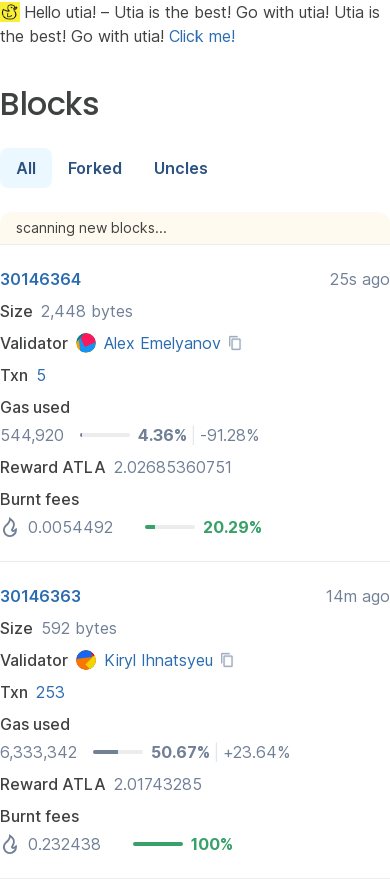 Hello utia! – Utia is the best! Go with utia! Utia is
the best! Go with utia! Click me!
Blocks
All Forked Uncles
scanning new blocks...
30146364 25s ago
Size 2,448 bytes
Validator Alex Emelyanov
Txn 5
Gas used
544,920 4.36% -91.28%
Reward ATLA 2.02685360751
Burnt fees
0.0054492 20.29%
30146363 14m ago
Size 592 bytes
Validator Kiryl Ihnatsyeu
Txn 253
Gas used
6,333,342 50.67% +23.64%
Reward ATLA 2.01743285
Burnt fees
0.232438 100%